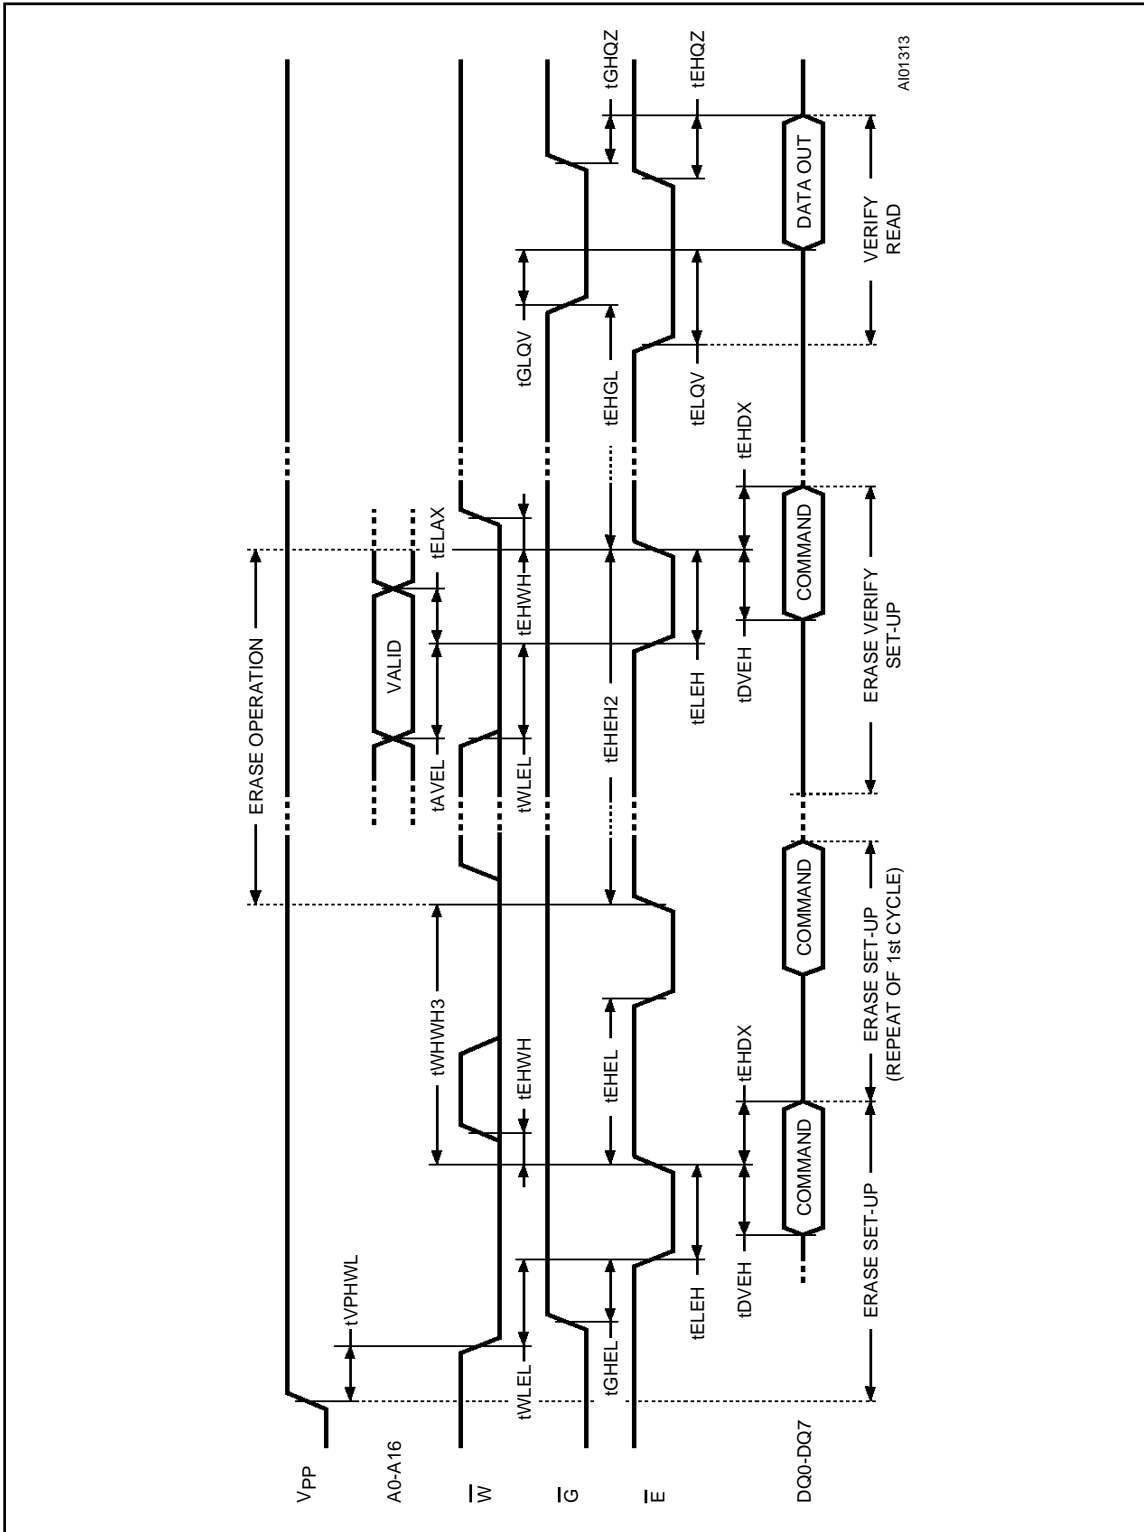 VPP
A0-A16
W
G
E
DQ0-DQ7
tVPHWL
ERASE OPERATION
VALID
tAVEL
tELAX
tWHWH3
tWLEL
tEHWH
tWLEL
tEHWH
tGLQV
tGHEL
tEHEL
tEHEH2
tEHGL
tGHQZ
tELEH
tELEH
tELQV
tEHQZ
tDVEH
tEHDX
tDVEH
tEHDX
COMMAND
COMMAND
COMMAND
DATA OUT
ERASE SET-UP
ERASE SET-UP
(REPEAT OF 1st CYCLE)
ERASE VERIFY
SET-UP
VERIFY
READ
AI01313